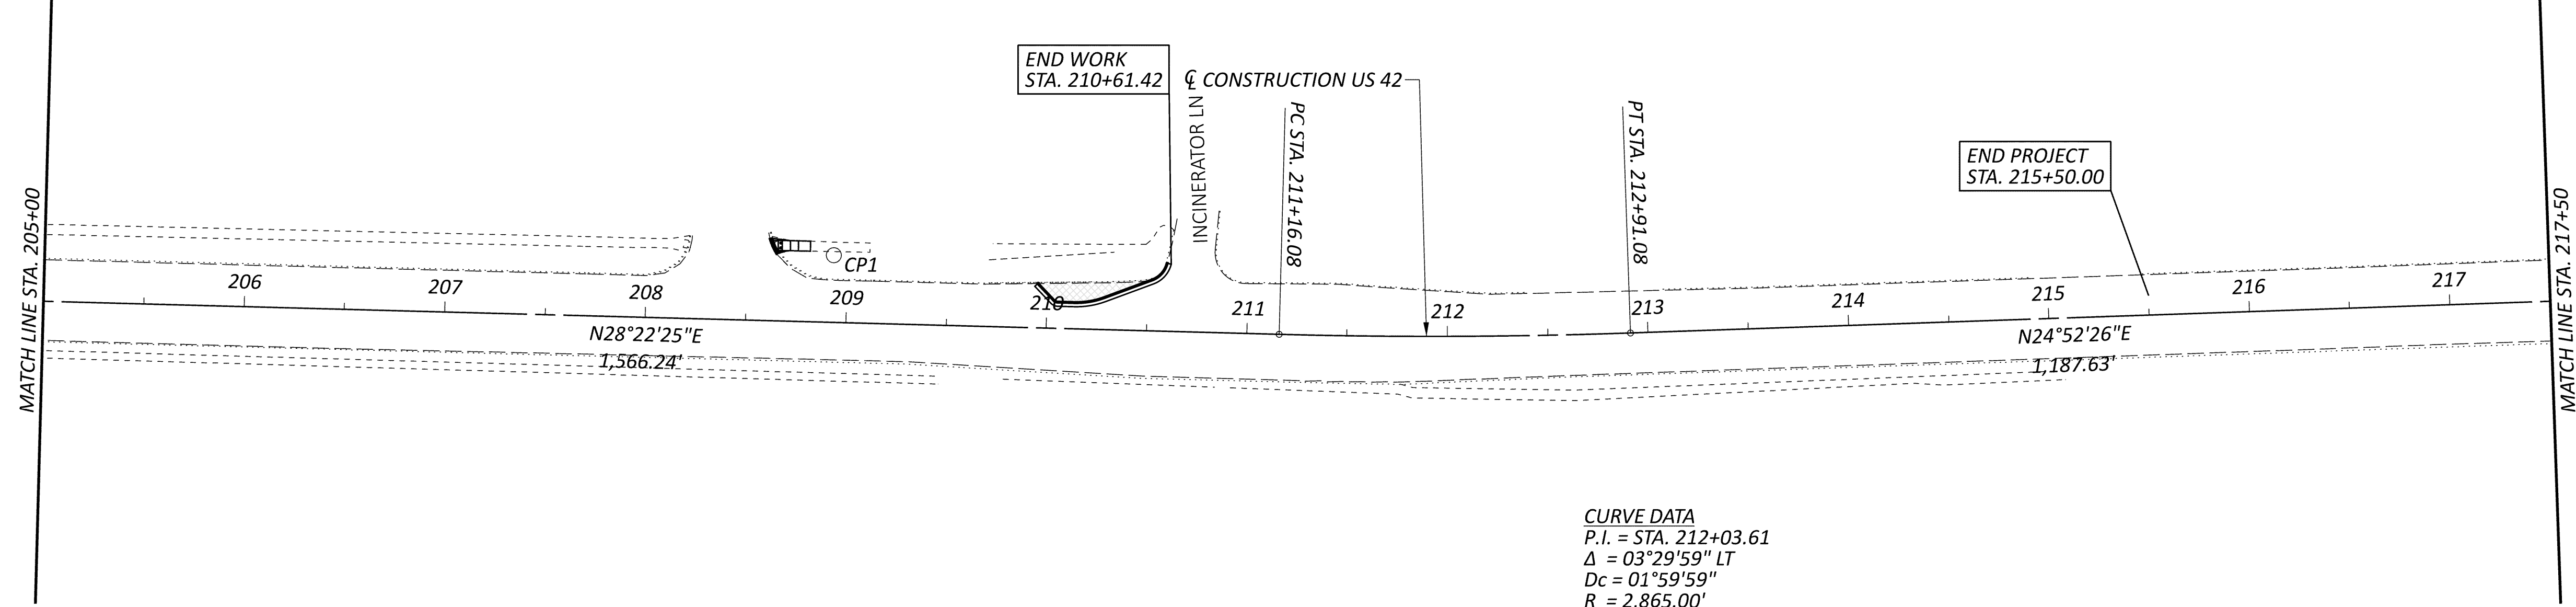 MATCH LINE STA. 205+00
END WORK
STA. 210+61.42
℄ CONSTRUCTION US 42
INCINERATOR LN
PC STA. 211+16.08
PT STA. 212+91.08
END PROJECT
STA. 215+50.00
MATCH LINE STA. 217+50
CP1
206
207
208
209
210
211
212
213
214
215
216
217
N28°22'25"E
1,566.24'
N24°52'26"E
1,187.63'
CURVE DATA
P.I. = STA. 212+03.61
Δ = 03°29'59" LT
Dc = 01°59'59"
R = 2,865.00'